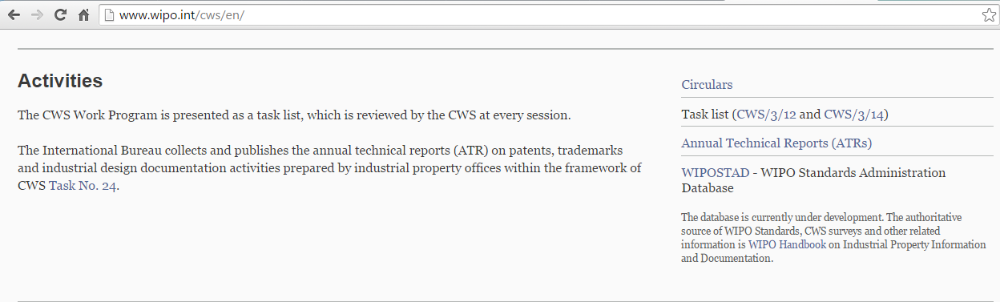 www.wipo.int/cws/en/
Activities
The CWS Work Program is presented as a task list, which is reviewed by the CWS at every session.
The International Bureau collects and publishes the annual technical reports (ATR) on patents, trademarks
and industrial design documentation activities prepared by industrial property offices within the framework of
CWS Task No. 24.
Circulars
Task list (CWS/3/12 and CWS/3/14)
Annual Technical Reports (ATRs)
WIPOSTAD - WIPO Standards Administration
Database
The database is currently under development. The authoritative
source of WIPO Standards, CWS surveys and other related
information is WIPO Handbook on Industrial Property Information
and Documentation.